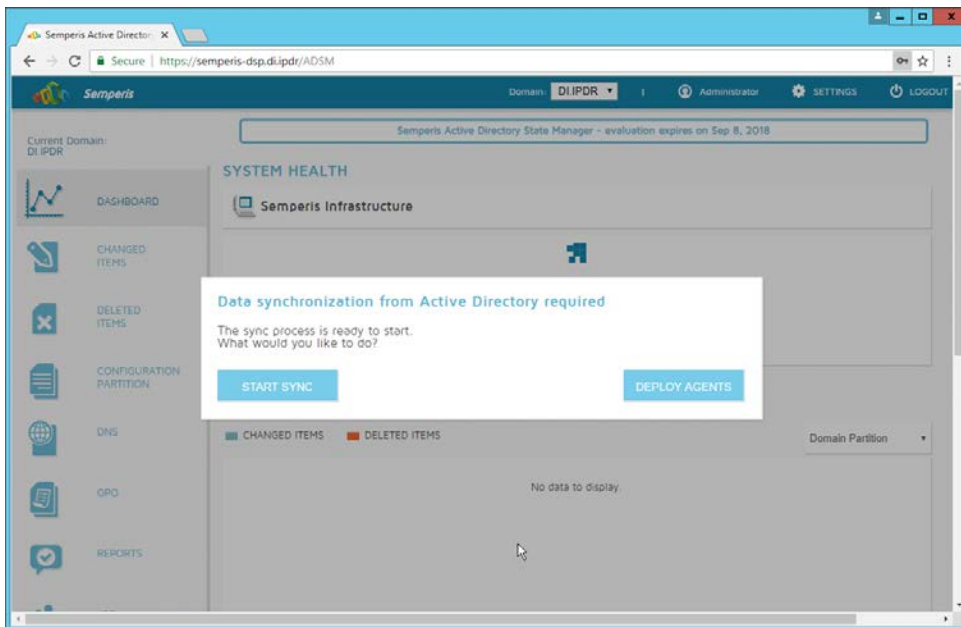 Semperis Active Director
Secure | https://semperis-dsp.di.ipdr/ADSM
Semperis
Domain: DI.IPDR
Administrator
SETTINGS
LOGOUT
Current Domain:
DI.IPDR
Semperis Active Directory State Manager - evaluation expires on Sep 8, 2018
SYSTEM HEALTH
DASHBOARD
Semperis Infrastructure
CHANGED
ITEMS
DELETED
ITEMS
Data synchronization from Active Directory required
The sync process is ready to start.
What would you like to do?
START SYNC
DEPLOY AGENTS
CONFIGURATION
PARTITION
DNS
CHANGED ITEMS
DELETED ITEMS
Domain Partition
No data to display.
GPO
REPORTS